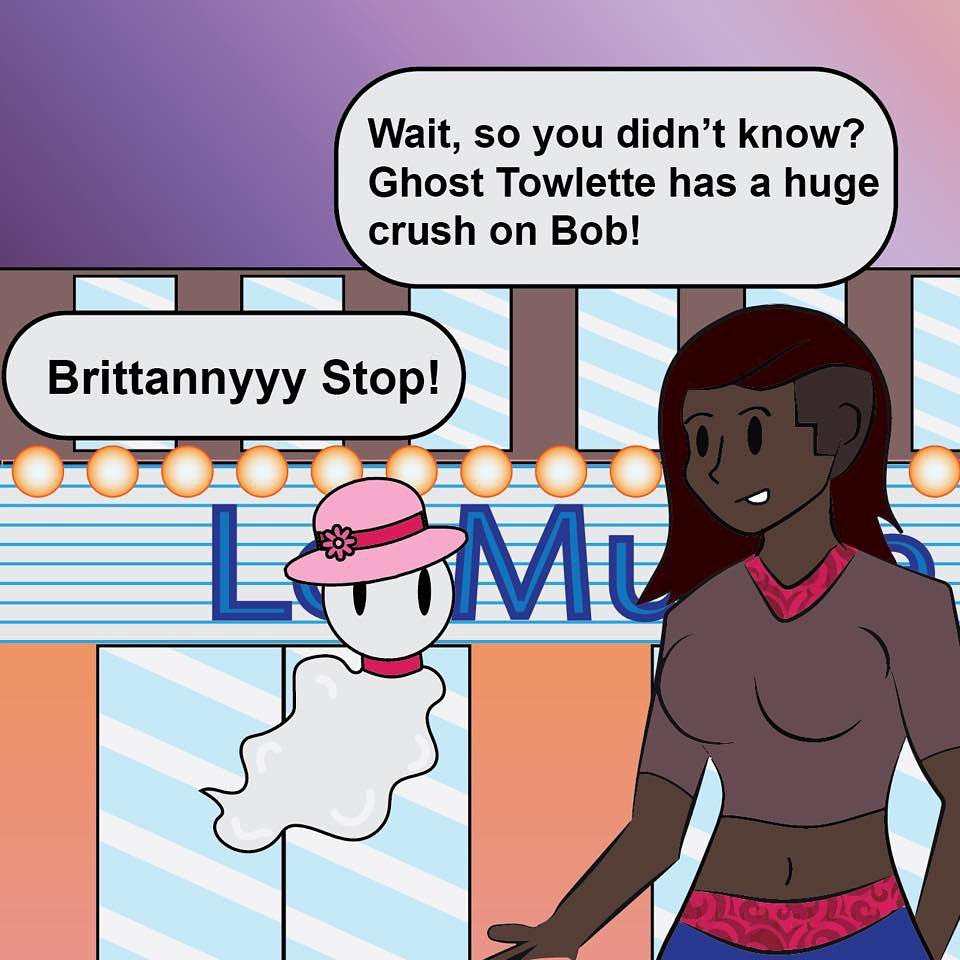 Wait, so you didn't know?
Ghost Towlette has a huge
crush on Bob!
Brittannyyy Stop!